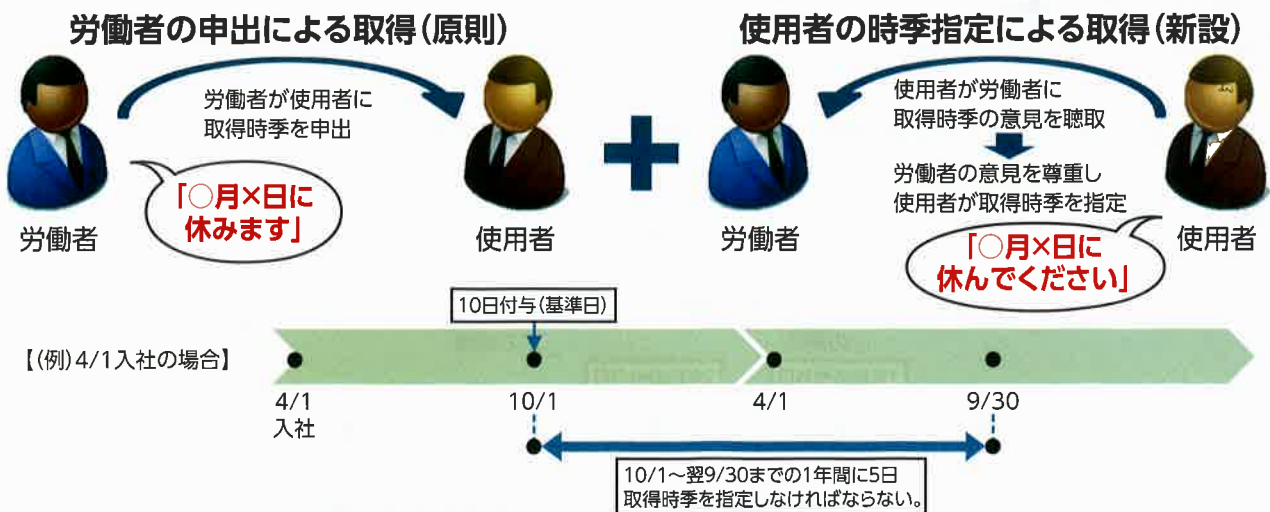 労働者の申出による取得(原則)
使用者の時季指定による取得(新設)
労働者が使用者に
取得時季を申出
「○月×日に
休みます」
労働者
使用者
使用者が労働者に
取得時季の意見を聴取
労働者の意見を尊重し
使用者が取得時季を指定
「○月×日に
休んでください」
労働者
使用者
10日付与(基準日)
【(例)4/1入社の場合】
4/1
入社
10/1
4/1
9/30
10/1~翌9/30までの1年間に5日
取得時季を指定しなければならない。